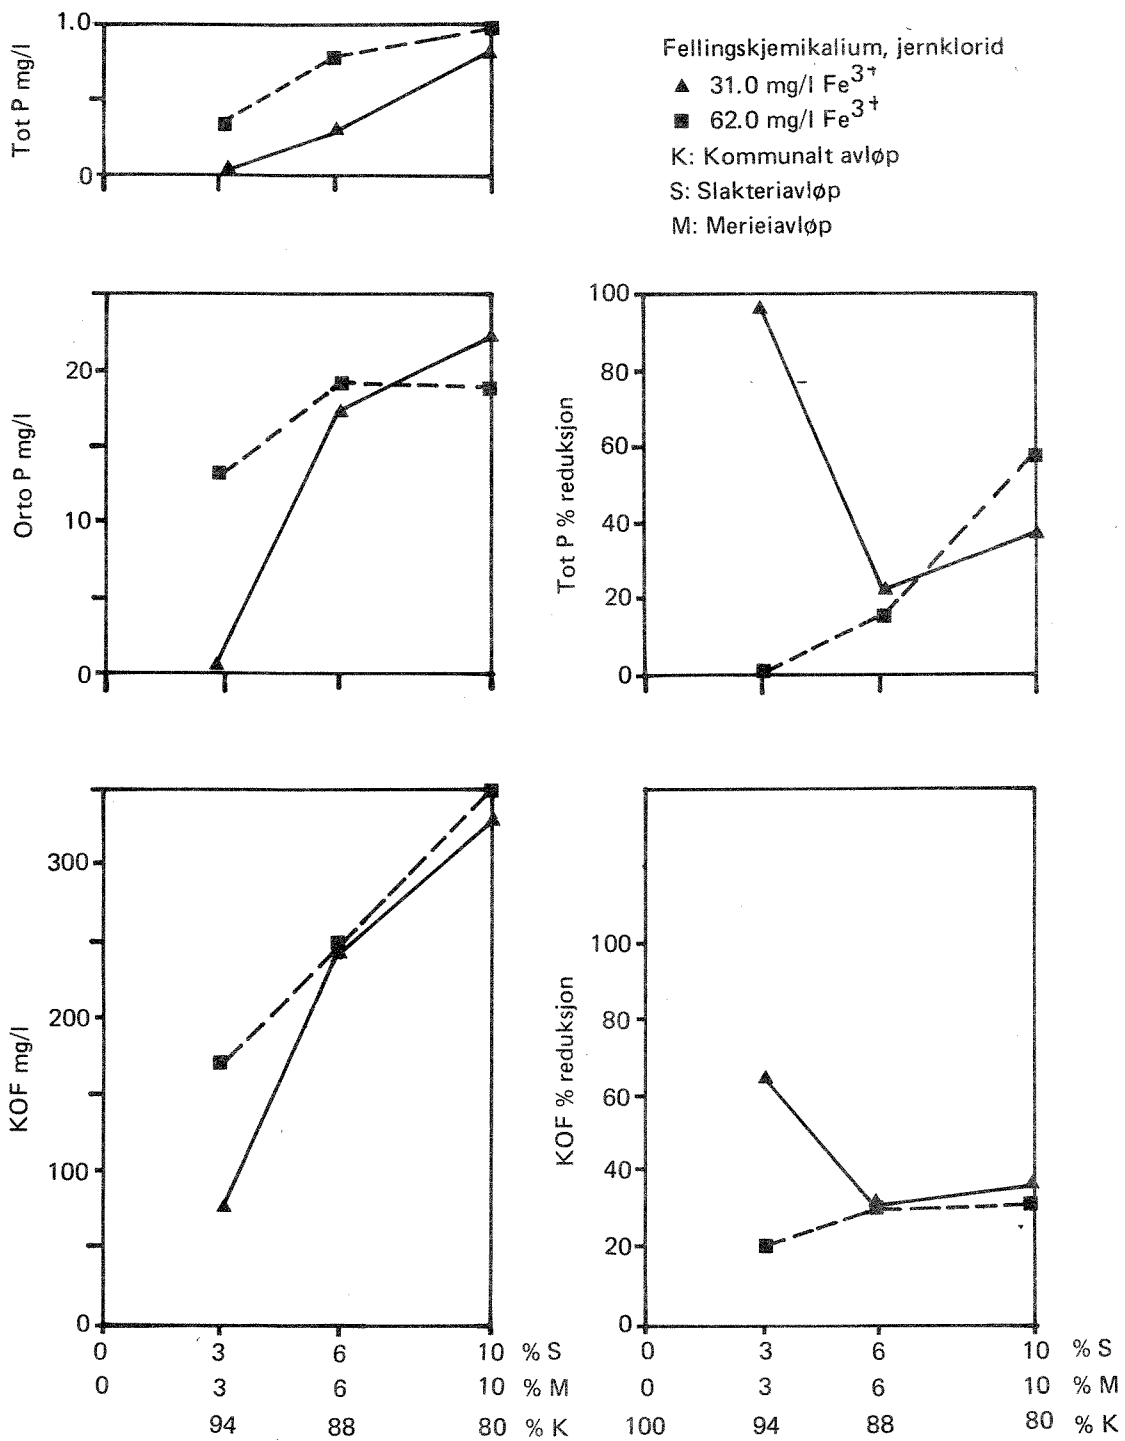 Tot P mg/l
1.0
0
Fellingskjemikalium, jernklorid
▲ 31.0 mg/l Fe3+
■ 62.0 mg/l Fe3+
K: Kommunalt avløp
S: Slakteriavløp
M: Merieiavløp
Orto P mg/l
20
10
0
Tot P % reduksjon
100
80
60
40
20
0
KOF mg/l
300
200
100
0
KOF % reduksjon
100
80
60
40
20
0
0 3 6 10 % S
0 3 6 10 % M
94 88 80 % K
0 3 6 10 % S
0 3 6 10 % M
100 94 88 80 % K